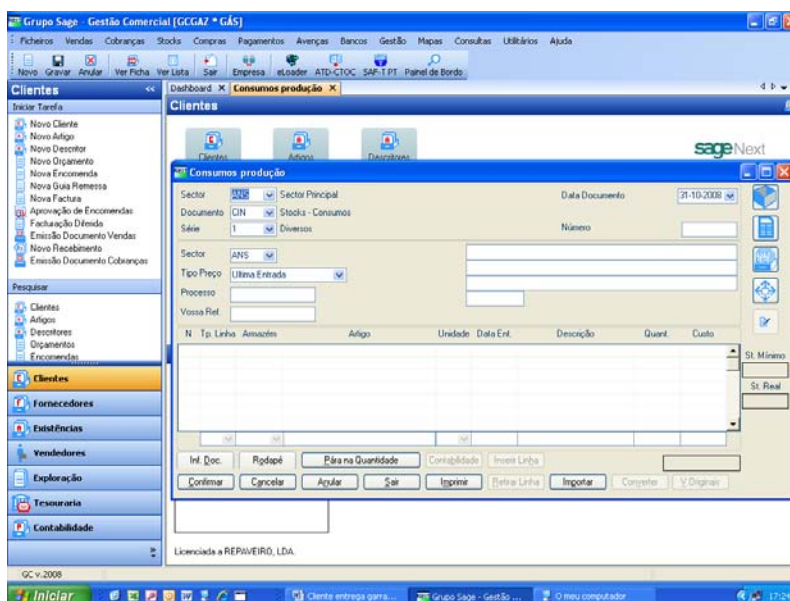 Grupo Sage - Gestão Comercial [GCGAZ * GÁS]
Ficheiros Vendas Cobranças Stocks Compras Pagamentos Avenças Bancos Gestão Mapas Consultas Utilitários Ajuda
Novo Gravar Anular Ver Ficha Ver Lista Sair Empresa eLoader ATD-CTOC SAF-T PT Painel de Bordo
Clientes
Dashboard Consumos produção
Iniciar Tarefa
Clientes
Novo Cliente
Novo Artigo
Novo Descritor
Novo Orçamento
Nova Encomenda
Nova Guia Remessa
Nova Factura
Aprovação de Encomendas
Facturação Diferida
Emissão Documento Vendas
Novo Recebimento
Emissão Documento Cobranças
Pesquisar
Clientes
Artigos
Descritores
Orçamentos
Encomendas
Clientes
Fornecedores
Existências
Vendedores
Exploração
Tesouraria
Contabilidade
Clientes Artigos Descritores
sage Next
Consumos produção
Sector ANS Sector Principal Data Documento 31-10-2008
Documento CIN Stocks - Consumos
Série 1 Diversos Número
Sector ANS
Tipo Preço Ultima Entrada
Processo
Vossa Ref.
N Tp. Linha Armazém Artigo Unidade Data Ent. Descrição Quant. Custo
St. Mínimo
St. Real
Inf. Doc. Rodapé Pára na Quantidade Contabilidade Inserir Linha
Confirmar Cancelar Anular Sair Imprimir Retirar Linha Importar Converter V.Originais
Licenciada a REPAVEIRO, LDA.
GC v.2008
Iniciar Cliente entrega garra... Grupo Sage - Gestão ... O meu computador 17:24